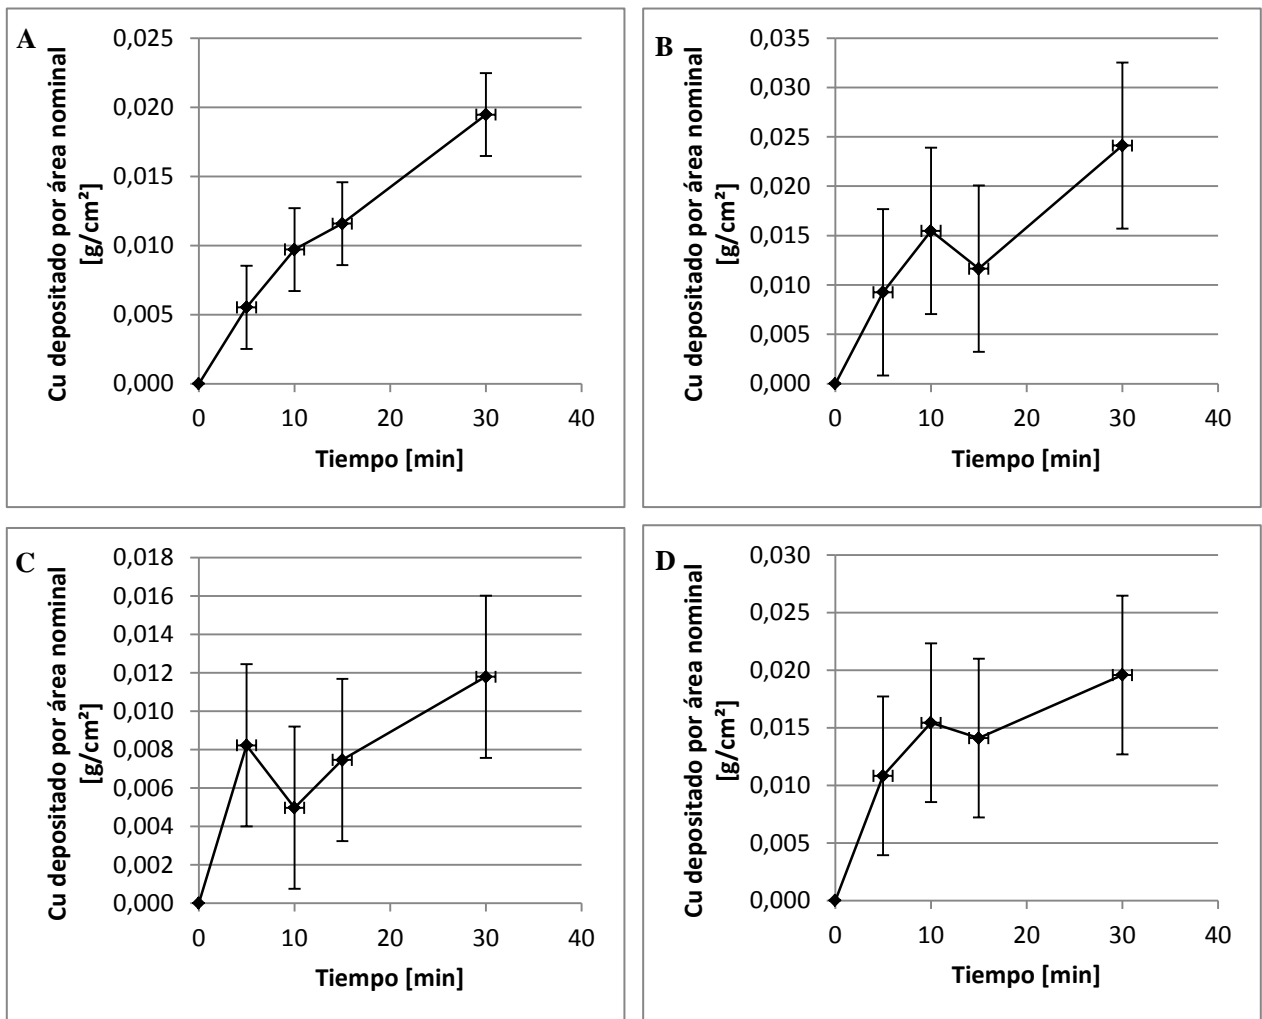 A
Cu depositado por área nominal
[g/cm²]
0,025
0,020
0,015
0,010
0,005
0,000
0 10 20 30 40
Tiempo [min]
B
Cu depositado por área nominal
[g/cm²]
0,035
0,030
0,025
0,020
0,015
0,010
0,005
0,000
0 10 20 30 40
Tiempo [min]
C
Cu depositado por área nominal
[g/cm²]
0,018
0,016
0,014
0,012
0,010
0,008
0,006
0,004
0,002
0,000
0 10 20 30 40
Tiempo [min]
D
Cu depositado por área nominal
[g/cm²]
0,030
0,025
0,020
0,015
0,010
0,005
0,000
0 10 20 30 40
Tiempo [min]